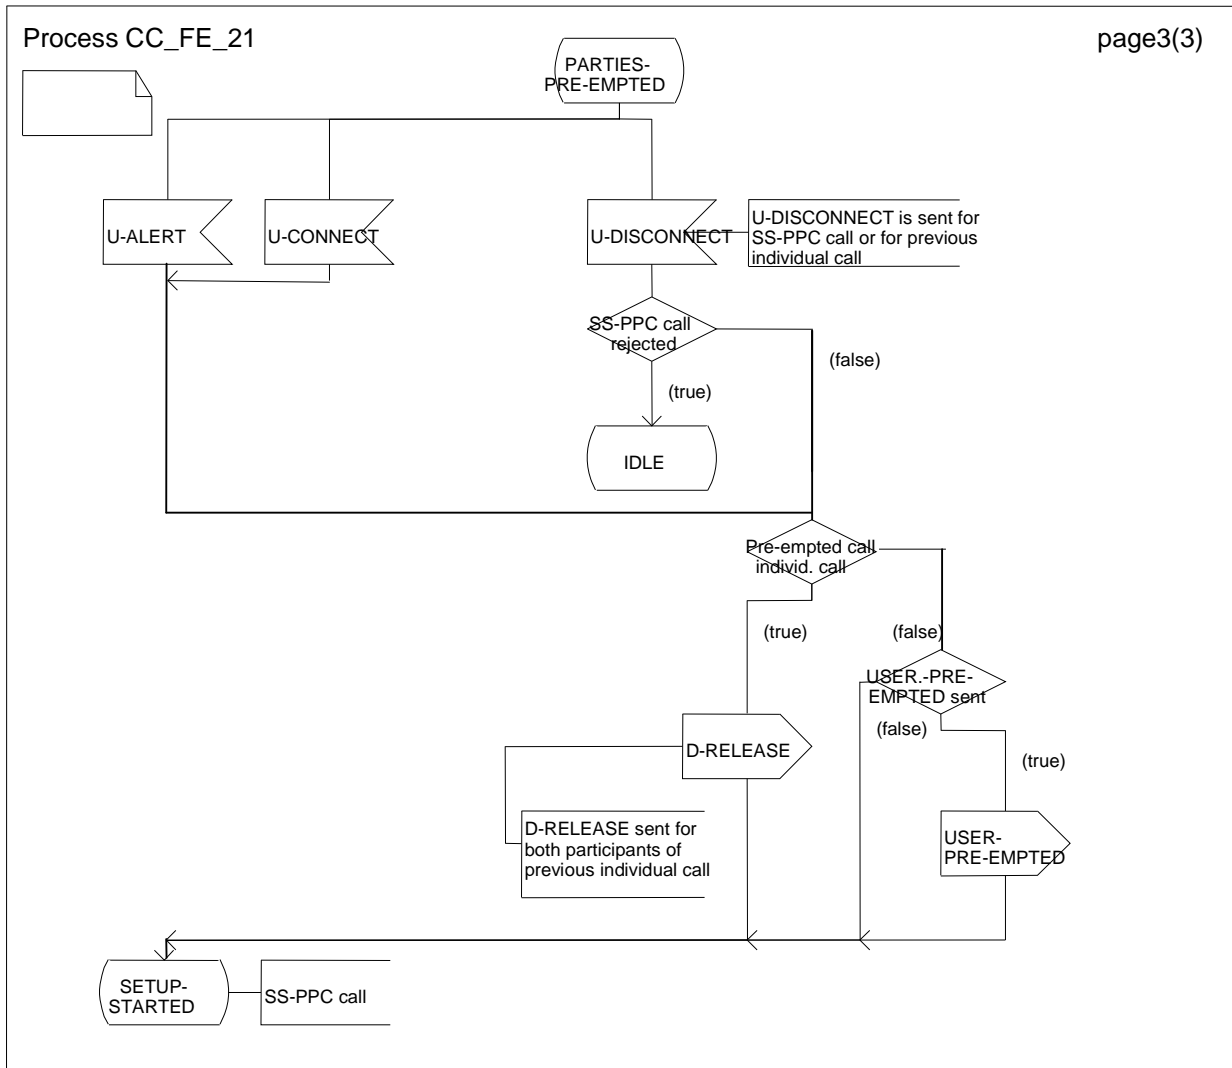 Process CC_FE_21
page3(3)
PARTIES-
PRE-EMPTED
U-ALERT
U-CONNECT
U-DISCONNECT
U-DISCONNECT is sent for
SS-PPC call or for previous
individual call
SS-PPC call
rejected
(false)
(true)
IDLE
Pre-empted call
individ. call
(true)
(false)
USER.-PRE-
EMPTED sent
(false)
(true)
D-RELEASE
D-RELEASE sent for
both participants of
previous individual call
USER-
PRE-EMPTED
SETUP-
STARTED
SS-PPC call